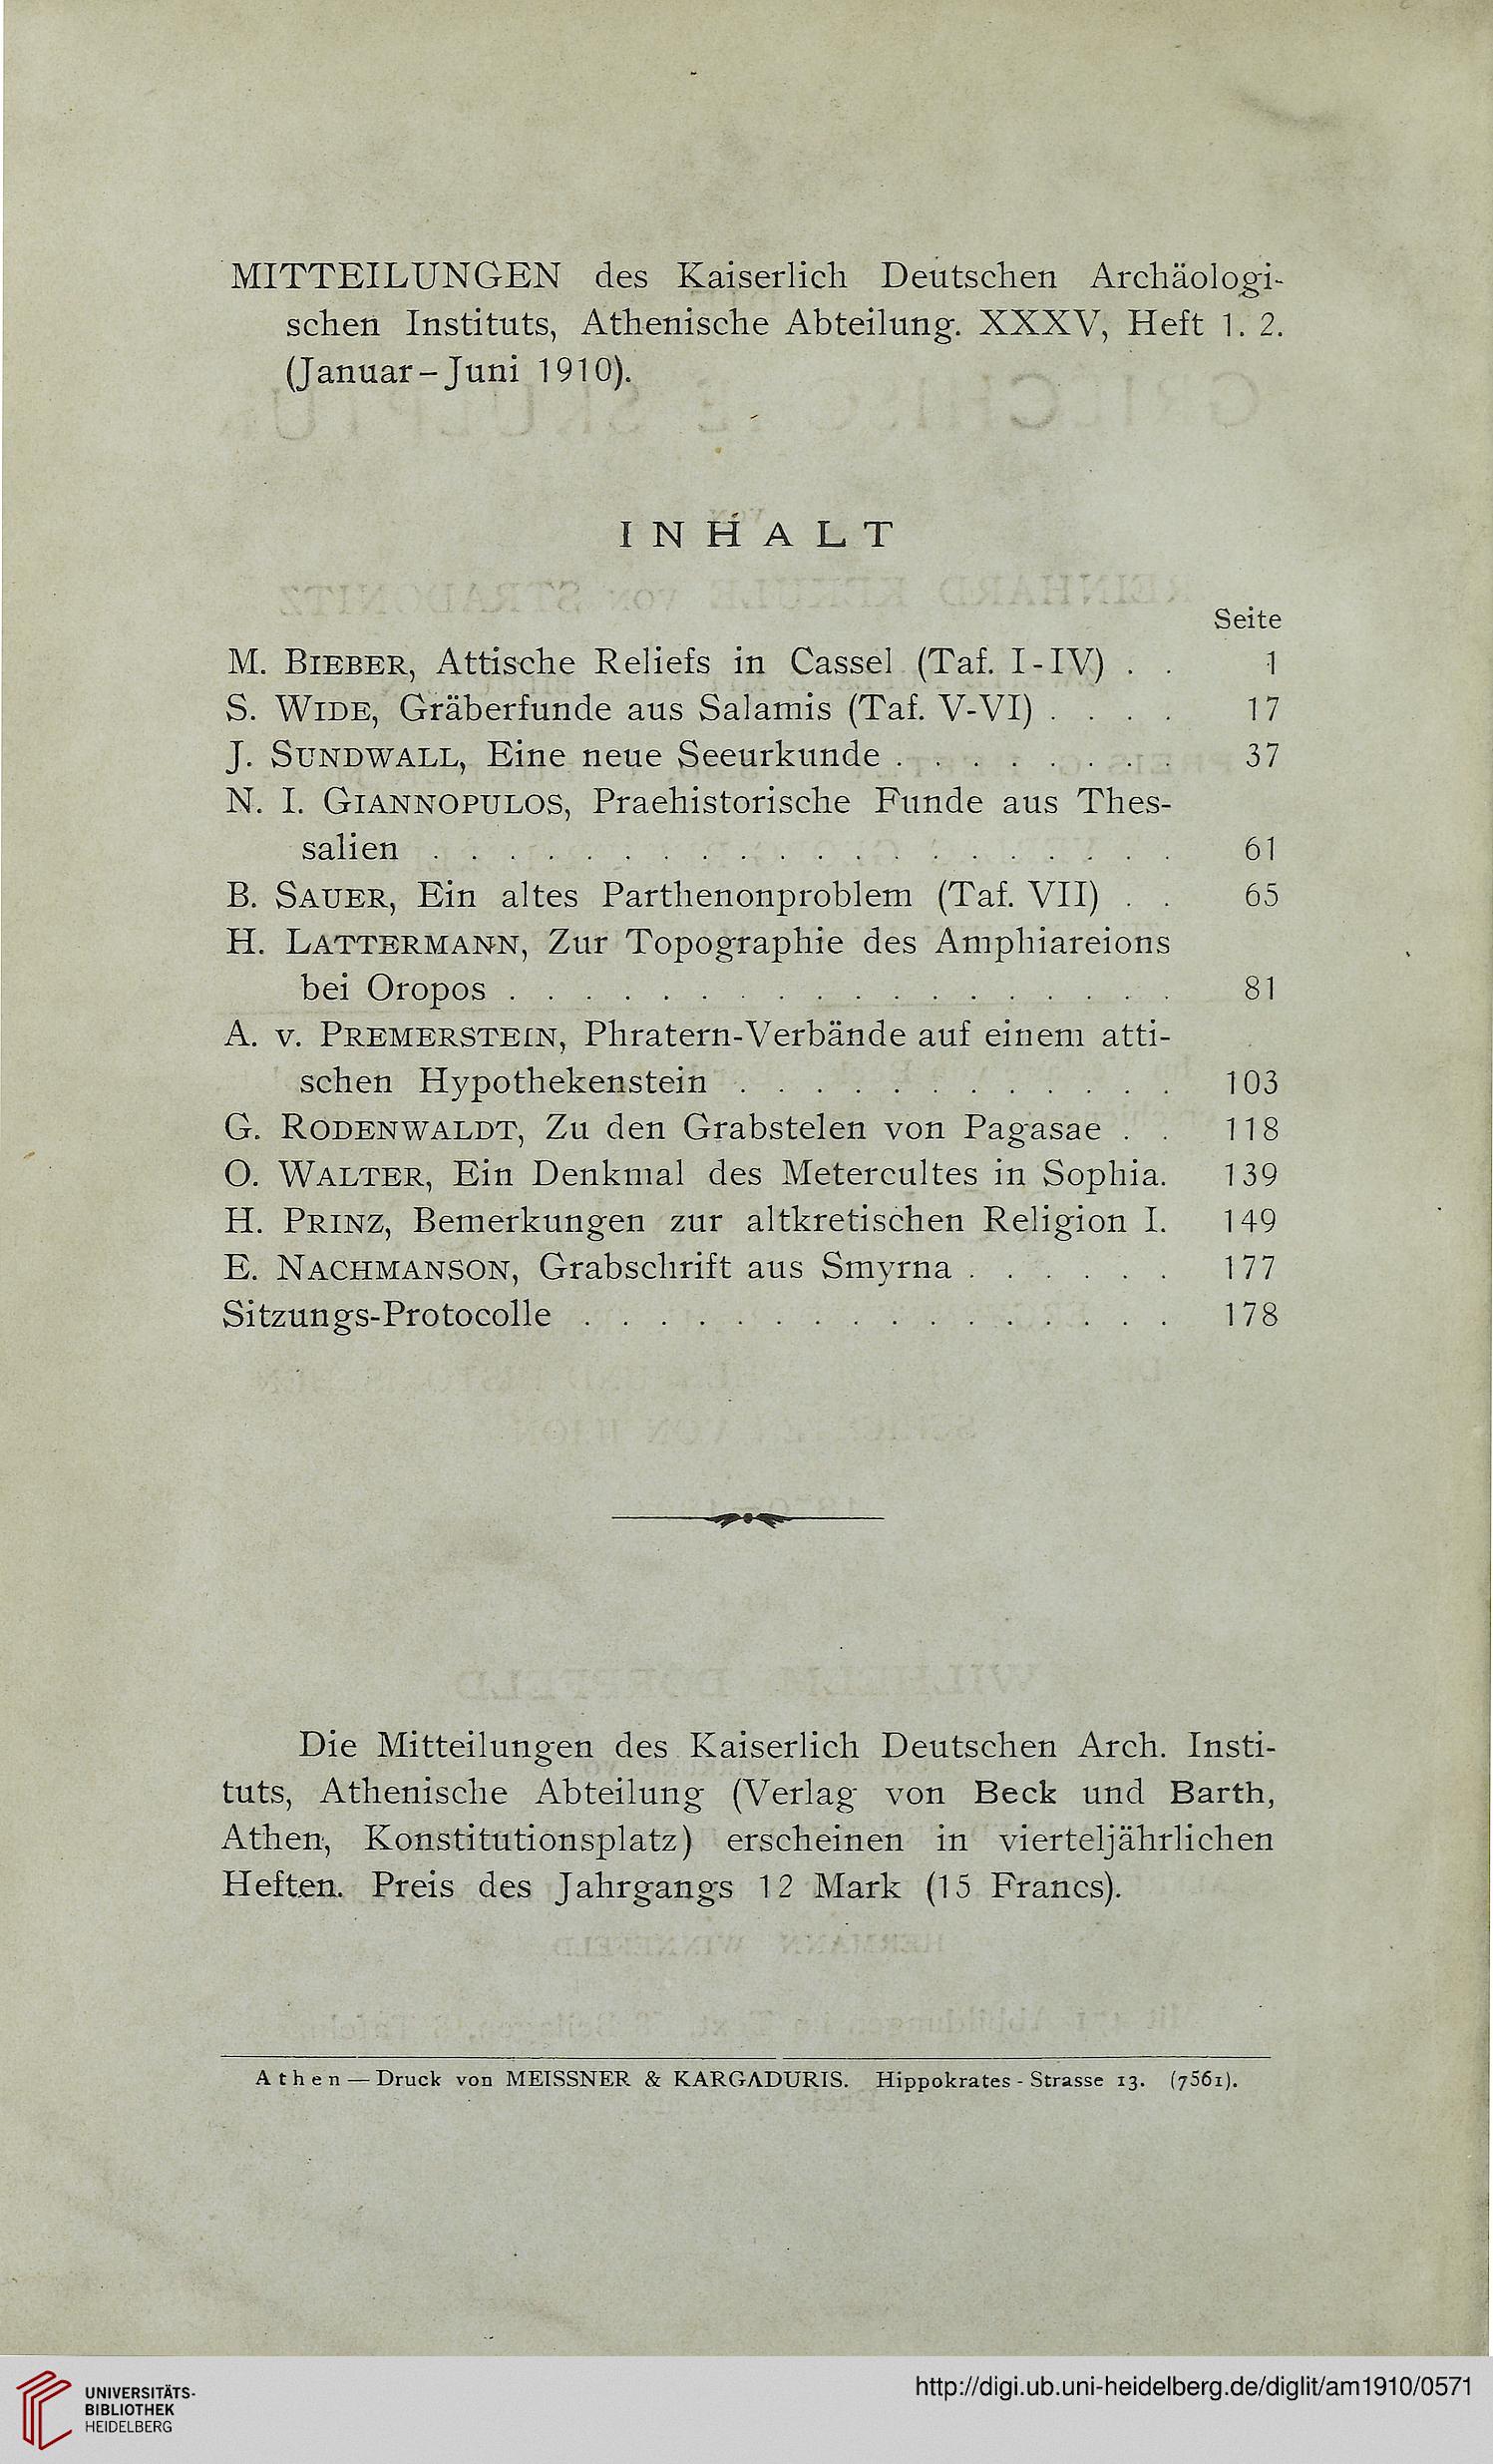 MITTEILUNGEN des Kaiserlich Deutschen Archäologi-
schen Instituts, Athenische Abteilung. XXXV, Heft 1. 2.
(Januar-Juni 1910).
INHALT
Seite
M. BIEBER, Attische Reliefs in Cassel (Taf. I-IV) . . 1
S. WIDE, Gräberfunde aus Salamis (Taf. V-VI) . . . . 17
J. SUNDWALL, Eine neue Seeurkunde . . . . . . . . 37
N. I. GIANNOPULOS, Praehistorische Funde aus Thes-
salien . . . . . . . . . . . . . . . . . . . . 61
B. SAUER, Ein altes Parthenonproblem (Taf. VII) . . 65
H. LATTERMANN, Zur Topographie des Amphiareions
bei Oropos . . . . . . . . . . . . . . . . . . 81
A. v. PREMERSTEIN, Phratern-Verbände auf einem atti-
schen Hypothekenstein . . . . . . . . . . . . 103
G. RODENWALDT, Zu den Grabstelen von Pagasae . . 118
O. WALTER, Ein Denkmal des Metercultes in Sophia. 139
H. PRINZ, Bemerkungen zur altkretischen Religion I. 149
E. NACHMANSON, Grabschrift aus Smyrna . . . . . . 177
Sitzungs-Protocolle . . . . . . . . . . . . . . . . 178
Die Mitteilungen des Kaiserlich Deutschen Arch. Insti-
tuts, Athenische Abteilung (Verlag von Beck und Barth,
Athen, Konstitutionsplatz) erscheinen in vierteljährlichen
Heften. Preis des Jahrgangs 12 Mark (15 Francs).
Athen — Druck von MEISSNER & KARGADURIS. Hippokrates-Strasse 13. (7561).
UNIVERSITÄTS-
BIBLIOTHEK
HEIDELBERG
http://digi.ub.uni-heidelberg.de/diglit/am1910/0571